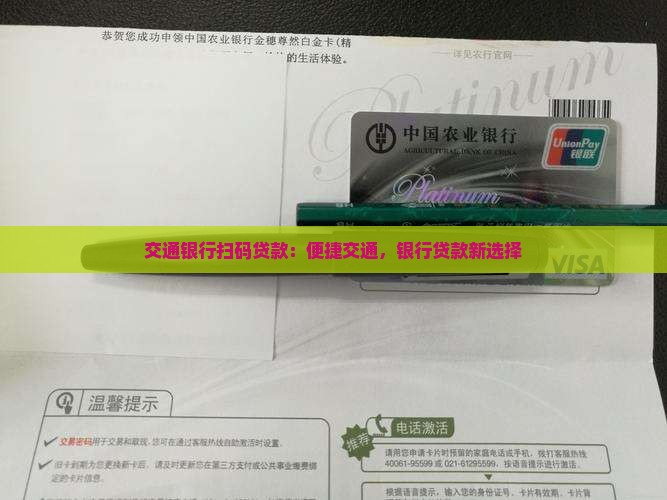 恭贺您成功申领中国农业银行金穗尊然白金卡(精
的生活体验。
详见农行官网
Platinum
中国农业银行
AGRICULTURAL BANK OF CHINA
UnionPay
银联
Platinum
交通银行扫码贷款：便捷交通，银行贷款新选择
VISA
温馨提示
交易密码用于交易和取现，您可在通过客服热线自助激活时设置。
旧卡到期为您更换新卡后，请及时更新您在第三方支付或公共事业缴费绑
定的卡片信息。
推荐
电话激活
请用您申请卡片时预留的家庭电话或手机，拨打客服热线
40061-95599 或 021-61295599，按语音提示进行激活。
根据语音提示，输入您的身份证号、卡片有效期、卡片背